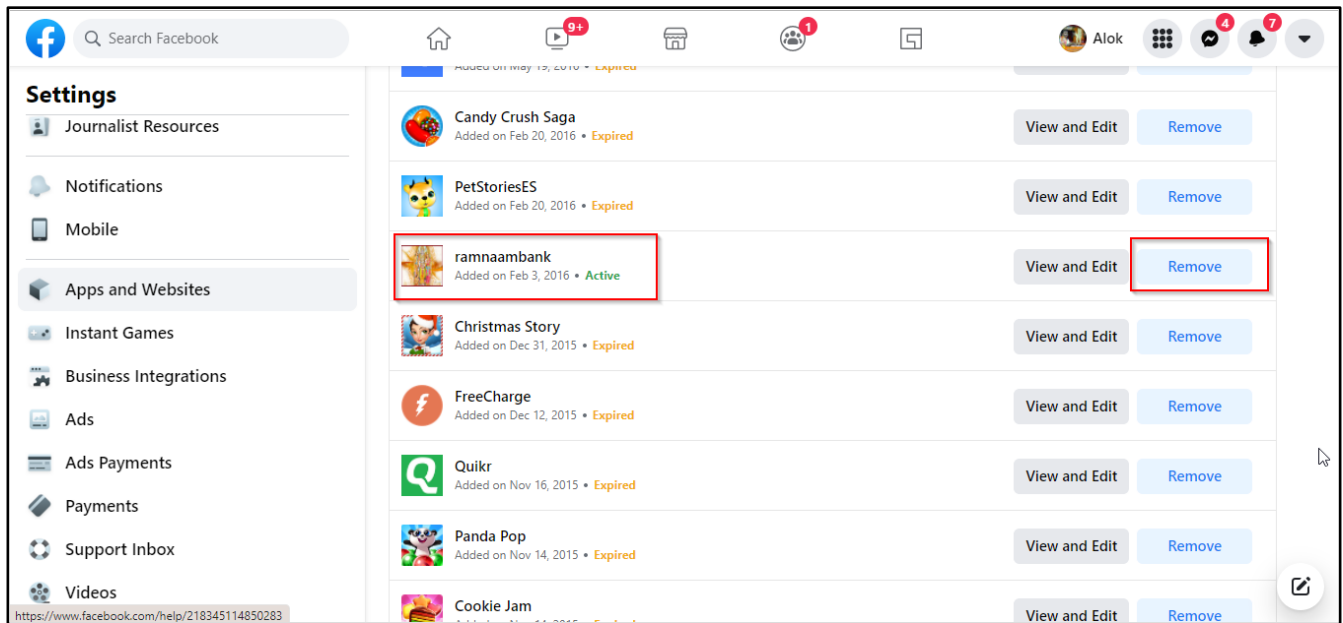 Search Facebook
9+
1
Alok
4
7
Settings
Journalist Resources
Notifications
Mobile
Apps and Websites
Instant Games
Business Integrations
Ads
Ads Payments
Payments
Support Inbox
Videos
https://www.facebook.com/help/218345114850283
Added on May 19, 2016 • Expired
Candy Crush Saga
Added on Feb 20, 2016 • Expired
View and Edit
Remove
PetStoriesES
Added on Feb 20, 2016 • Expired
View and Edit
Remove
ramnaambank
Added on Feb 3, 2016 • Active
View and Edit
Remove
Christmas Story
Added on Dec 31, 2015 • Expired
View and Edit
Remove
FreeCharge
Added on Dec 12, 2015 • Expired
View and Edit
Remove
Quikr
Added on Nov 16, 2015 • Expired
View and Edit
Remove
Panda Pop
Added on Nov 14, 2015 • Expired
View and Edit
Remove
Cookie Jam
View and Edit
Remove